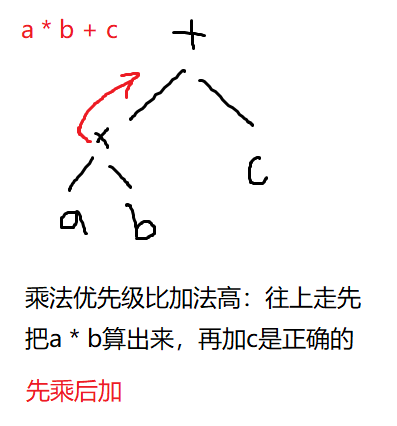 a * b + c
+
×
c
a b
乘法优先级比加法高：往上走先
把a * b算出来，再加c是正确的
先乘后加